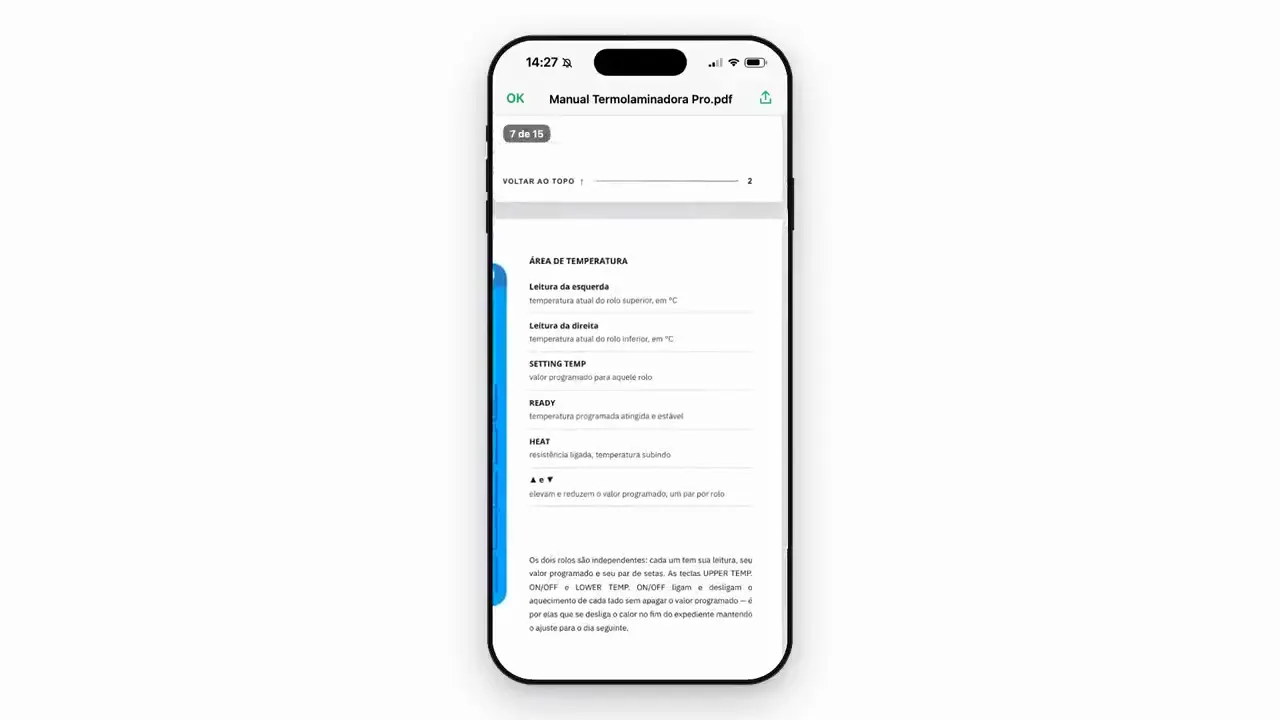 14:27
OK
Manual Termolaminadora Pro.pdf
7 de 15
VOLTAR AO TOPO ↑
2
ÁREA DE TEMPERATURA
Leitura da esquerda
temperatura atual do rolo superior, em °C
Leitura da direita
temperatura atual do rolo inferior, em °C
SETTING TEMP
valor programado para aquele rolo
READY
temperatura programada atingida e estável
HEAT
resistência ligada, temperatura subindo
▲ e ▼
elevam e reduzem o valor programado, um par por rolo
Os dois rolos são independentes: cada um tem sua leitura, seu
valor programado e seu par de setas. As teclas UPPER TEMP.
ON/OFF e LOWER TEMP. ON/OFF ligam e desligam o
aquecimento de cada lado sem apagar o valor programado — é
por elas que se desliga o calor no fim do expediente mantendo
o ajuste para o dia seguinte.